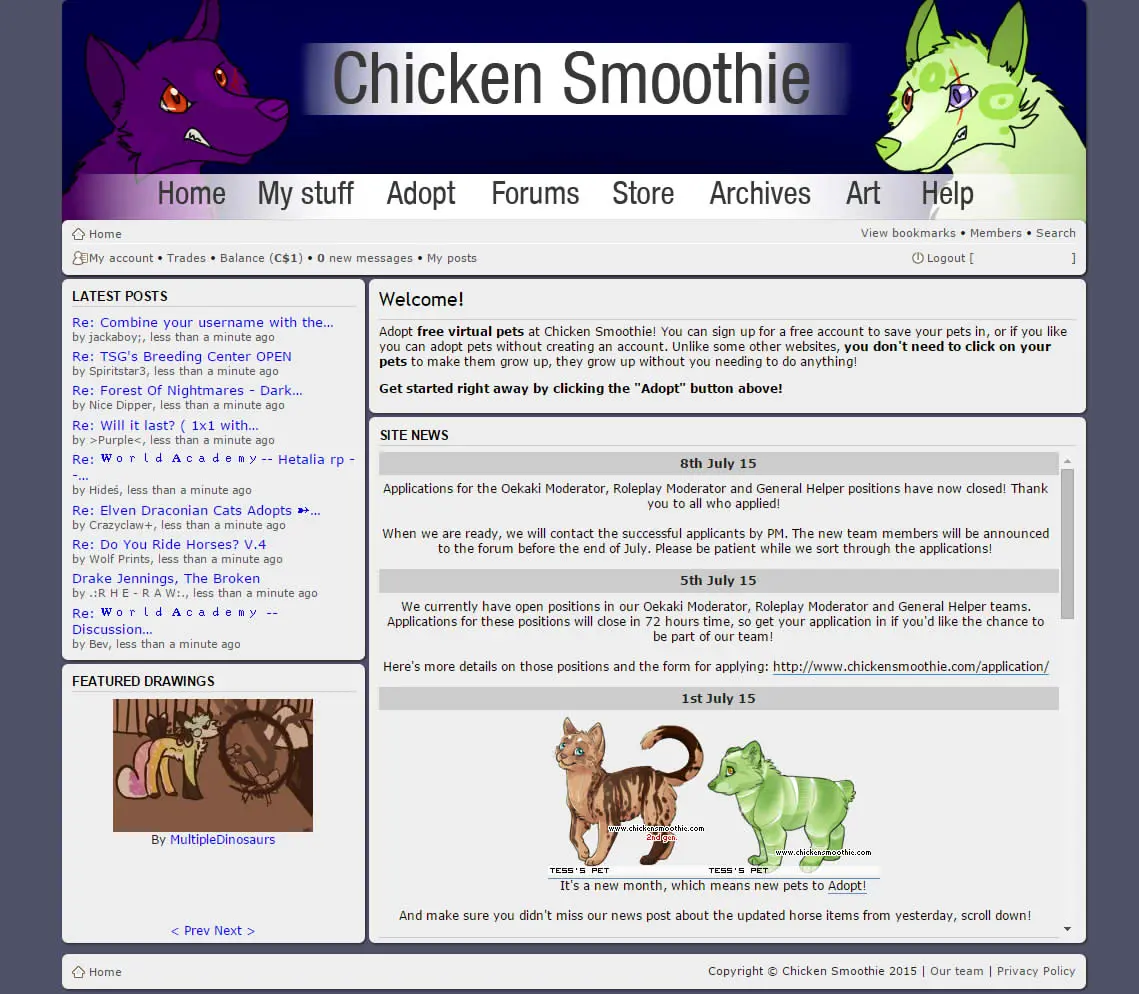 Chicken Smoothie
Home My stuff Adopt Forums Store Archives Art Help
Home
View bookmarks • Members • Search
My account • Trades • Balance (C$1) • 0 new messages • My posts
Logout [ ]
LATEST POSTS
Re: Combine your username with the...
by jackaboy;, less than a minute ago
Re: TSG's Breeding Center OPEN
by Spiritstar3, less than a minute ago
Re: Forest Of Nightmares - Dark...
by Nice Dipper, less than a minute ago
Re: Will it last? ( 1x1 with...
by >Purple<, less than a minute ago
Re: World Academy-- Hetalia rp -
-...
by Hideś, less than a minute ago
Re: Elven Draconian Cats Adopts ➳...
by Crazyclaw+, less than a minute ago
Re: Do You Ride Horses? V.4
by Wolf Prints, less than a minute ago
Drake Jennings, The Broken
by .:R H E - R A W:., less than a minute ago
Re: World Academy --
Discussion...
by Bev, less than a minute ago
FEATURED DRAWINGS
By MultipleDinosaurs
< Prev Next >
Welcome!
Adopt free virtual pets at Chicken Smoothie! You can sign up for a free account to save your pets in, or if you like
you can adopt pets without creating an account. Unlike some other websites, you don't need to click on your
pets to make them grow up, they grow up without you needing to do anything!
Get started right away by clicking the "Adopt" button above!
SITE NEWS
8th July 15
Applications for the Oekaki Moderator, Roleplay Moderator and General Helper positions have now closed! Thank
you to all who applied!
When we are ready, we will contact the successful applicants by PM. The new team members will be announced
to the forum before the end of July. Please be patient while we sort through the applications!
5th July 15
We currently have open positions in our Oekaki Moderator, Roleplay Moderator and General Helper teams.
Applications for these positions will close in 72 hours time, so get your application in if you'd like the chance to
be part of our team!
Here's more details on those positions and the form for applying: http://www.chickensmoothie.com/application/
1st July 15
www.chickensmoothie.com
2nd gen.
www.chickensmoothie.com
TESS'S PET TESS'S PET
It's a new month, which means new pets to Adopt!
And make sure you didn't miss our news post about the updated horse items from yesterday, scroll down!
Home
Copyright © Chicken Smoothie 2015 | Our team | Privacy Policy